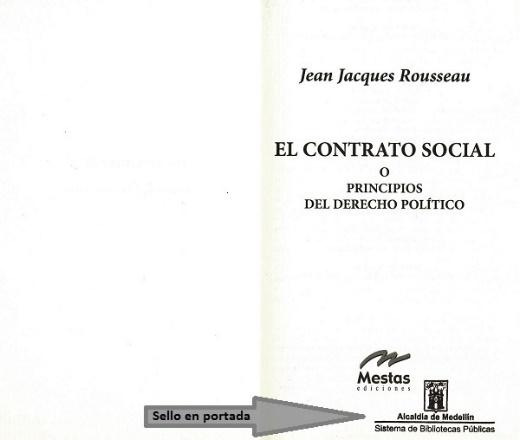 Jean Jacques Rousseau
EL CONTRATO SOCIAL
O
PRINCIPIOS
DEL DERECHO POLÍTICO
Mestas
ediciones
Sello en portada
Alcaldía de Medellín
Sistema de Bibliotecas Públicas